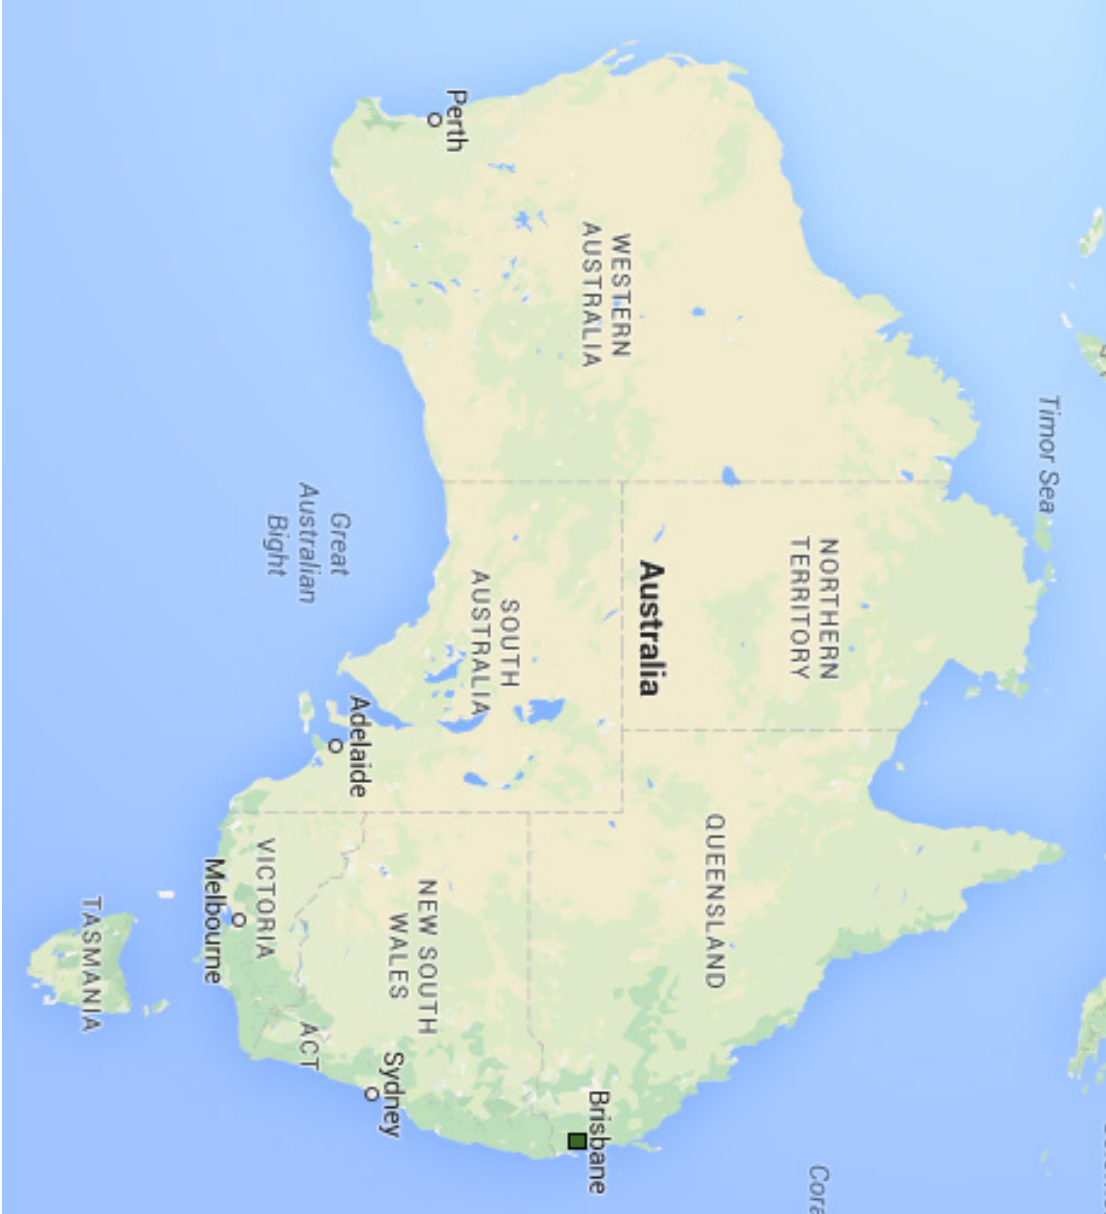 Timor Sea
NORTHERN
TERRITORY
Cora
QUEENSLAND
Australia
WESTERN
AUSTRALIA
Brisbane
SOUTH
AUSTRALIA
Perth
NEW SOUTH
WALES
Sydney
Adelaide
Great
Australian
Bight
ACT
VICTORIA
Melbourne
TASMANIA